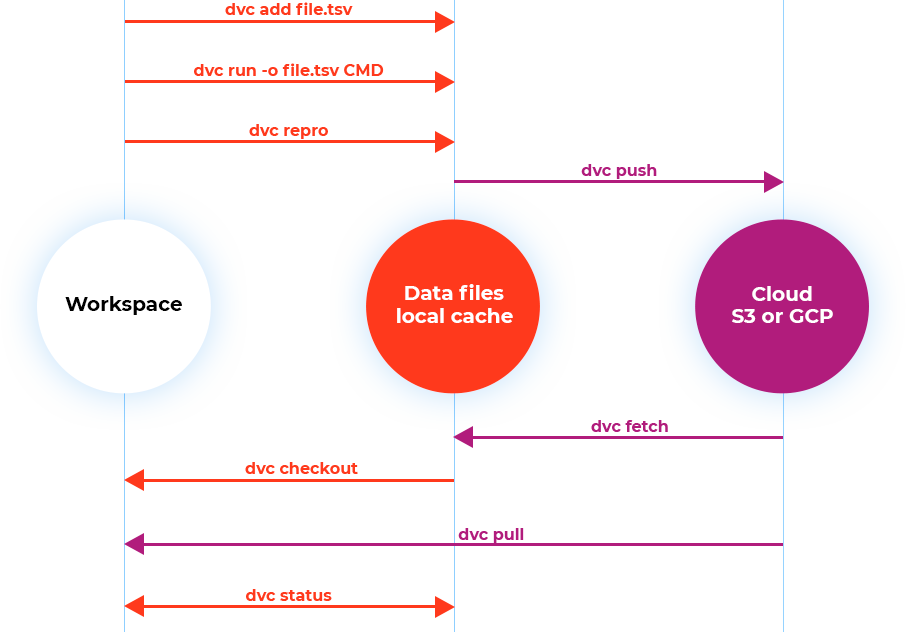 dvc add file.tsv
dvc run -o file.tsv CMD
dvc repro
dvc push
Workspace
Data files
local cache
Cloud
S3 or GCP
dvc fetch
dvc checkout
dvc pull
dvc status